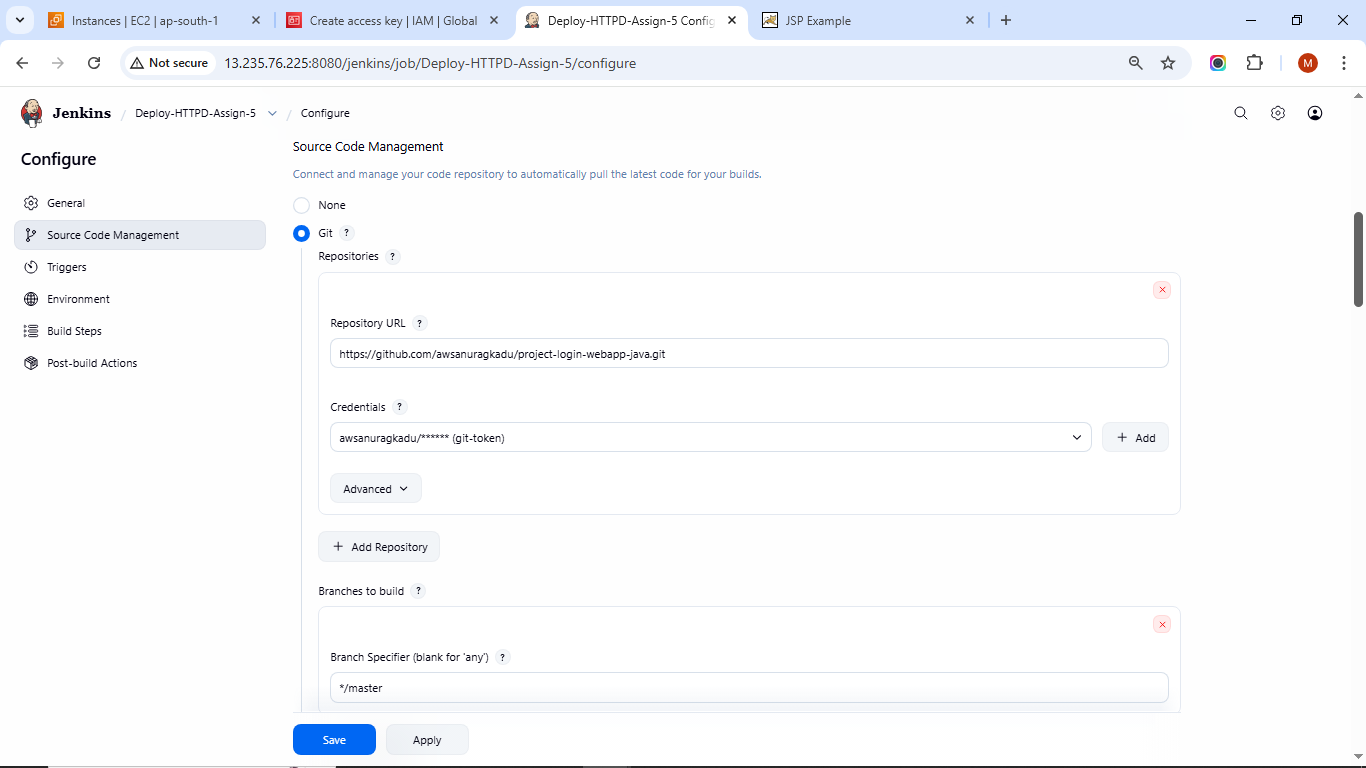 Instances | EC2 | ap-south-1
Create access key | IAM | Global
Deploy-HTTPD-Assign-5 Config
JSP Example
Not secure
13.235.76.225:8080/jenkins/job/Deploy-HTTPD-Assign-5/configure
M
Jenkins / Deploy-HTTPD-Assign-5 / Configure
Configure
General
Source Code Management
Triggers
Environment
Build Steps
Post-build Actions
Source Code Management
Connect and manage your code repository to automatically pull the latest code for your builds.
None
Git ?
Repositories ?
Repository URL ?
https://github.com/awsanuragkadu/project-login-webapp-java.git
Credentials ?
awsanuragkadu/****** (git-token)
+ Add
Advanced
+ Add Repository
Branches to build ?
Branch Specifier (blank for 'any') ?
*/master
Save
Apply